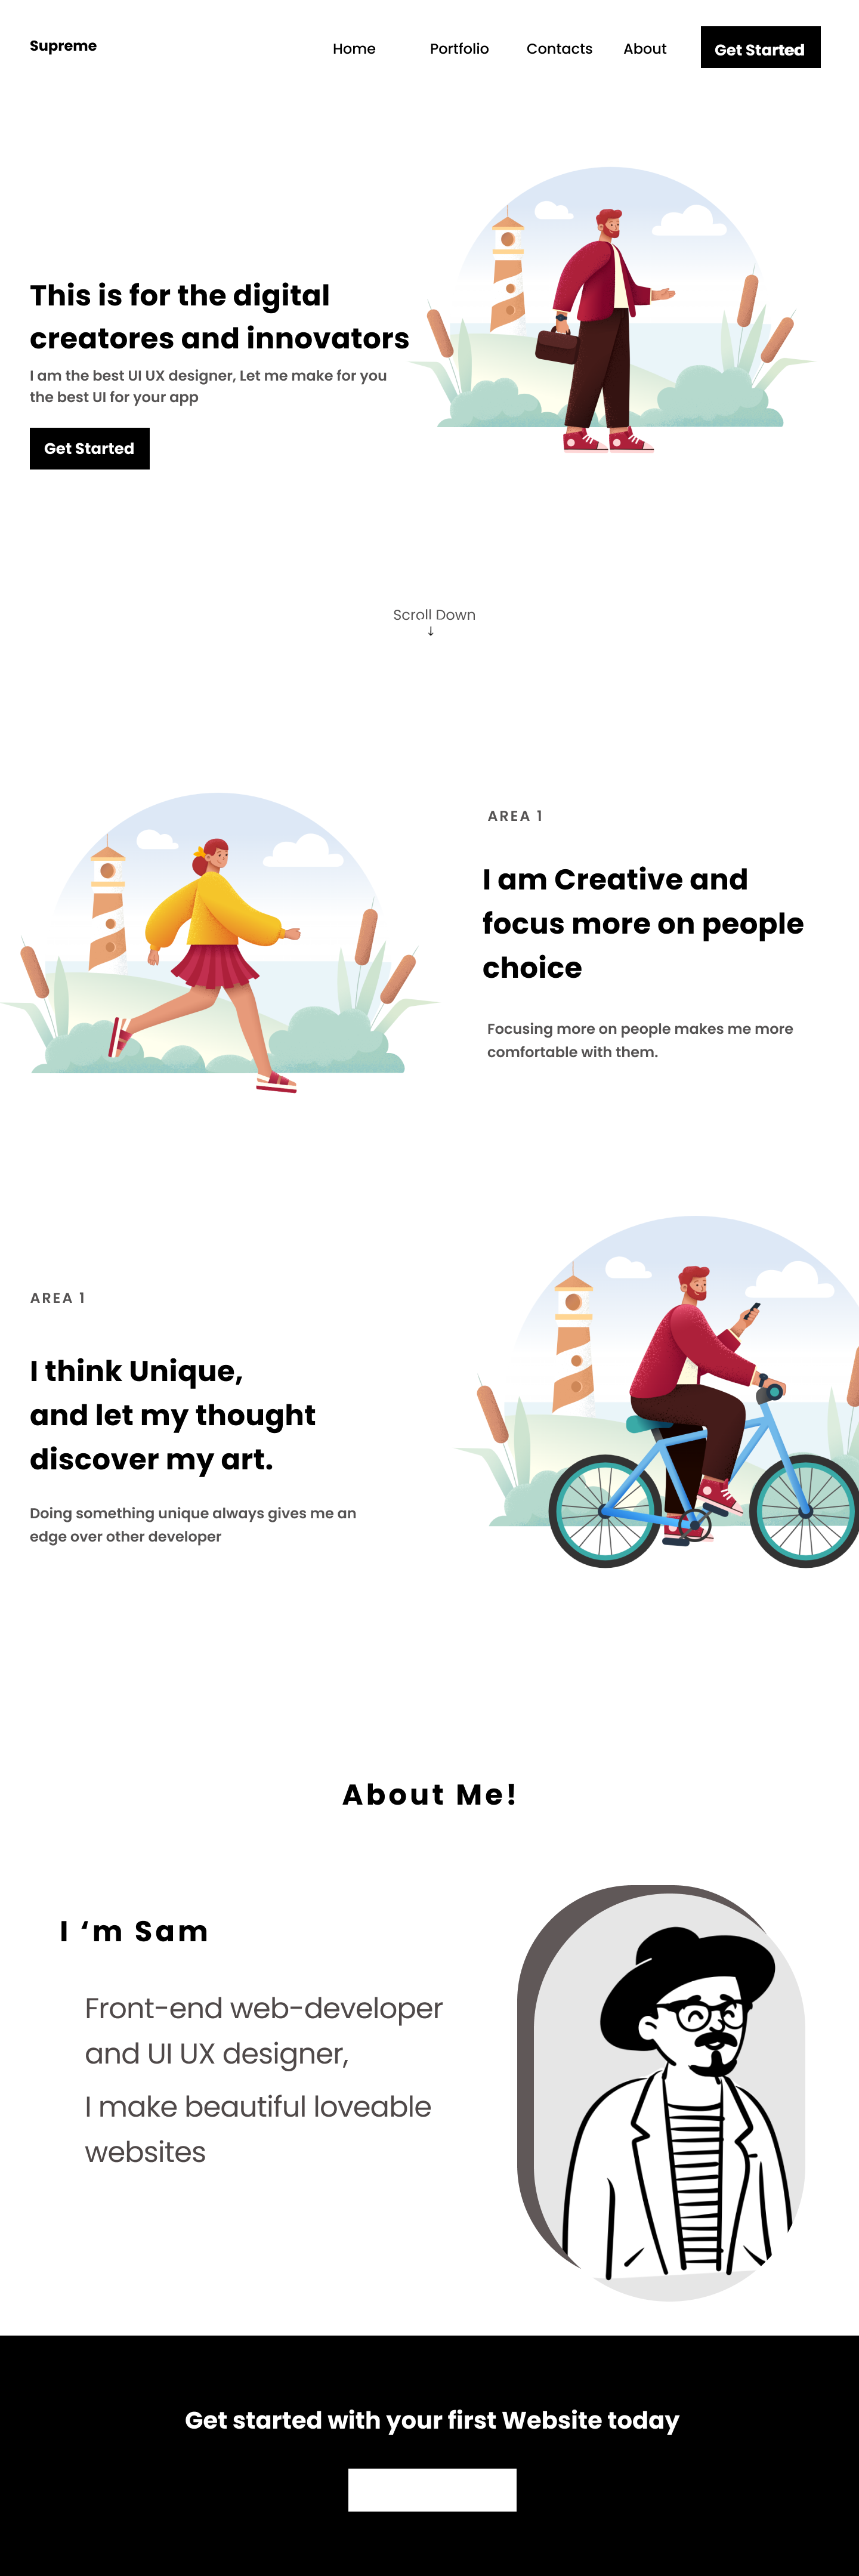 Supreme
Home Portfolio Contacts About Get Started
This is for the digital
creatores and innovators
I am the best UI UX designer, Let me make for you
the best UI for your app
Get Started
Scroll Down
↓
AREA 1
I am Creative and
focus more on people
choice
Focusing more on people makes me more
comfortable with them.
AREA 1
I think Unique,
and let my thought
discover my art.
Doing something unique always gives me an
edge over other developer
About Me!
I ‘m Sam
Front-end web-developer
and UI UX designer,
I make beautiful loveable
websites
Get started with your first Website today